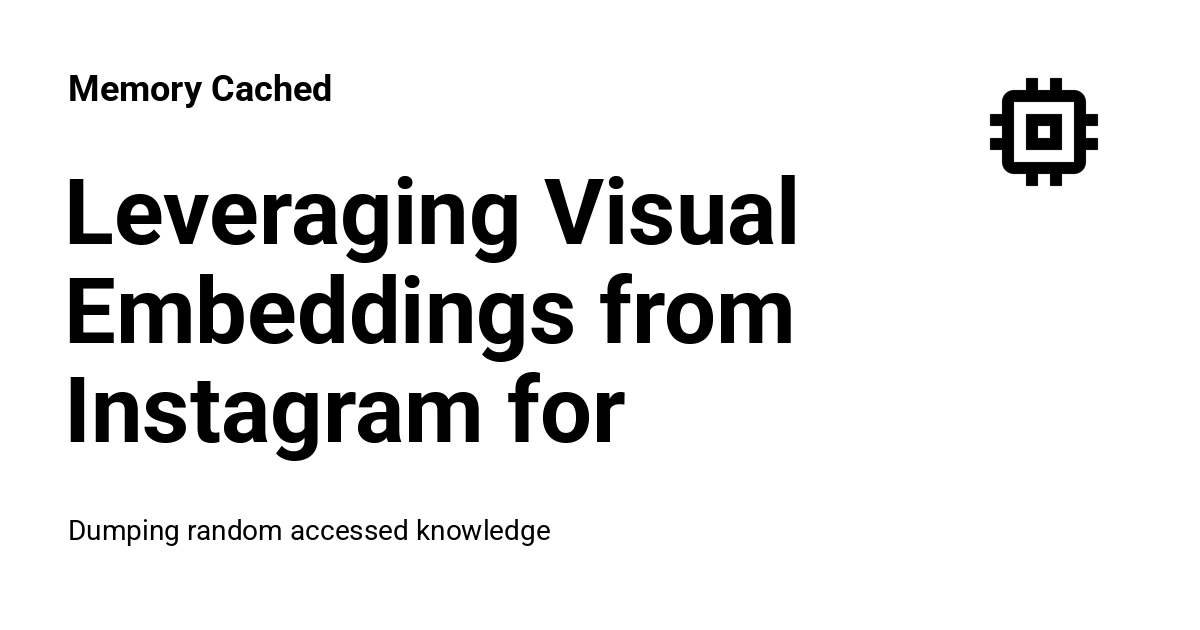 Memory Cached
Leveraging Visual
Embeddings from
Instagram for
Dumping random accessed knowledge